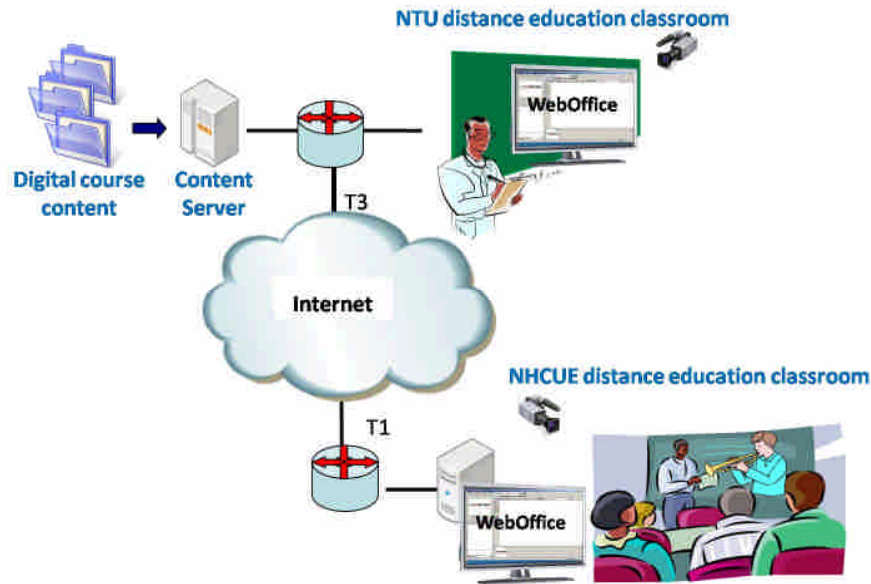 NTU distance education classroom
WebOffice
Digital course
content
Content
Server
T3
Internet
NHCUE distance education classroom
T1
WebOffice